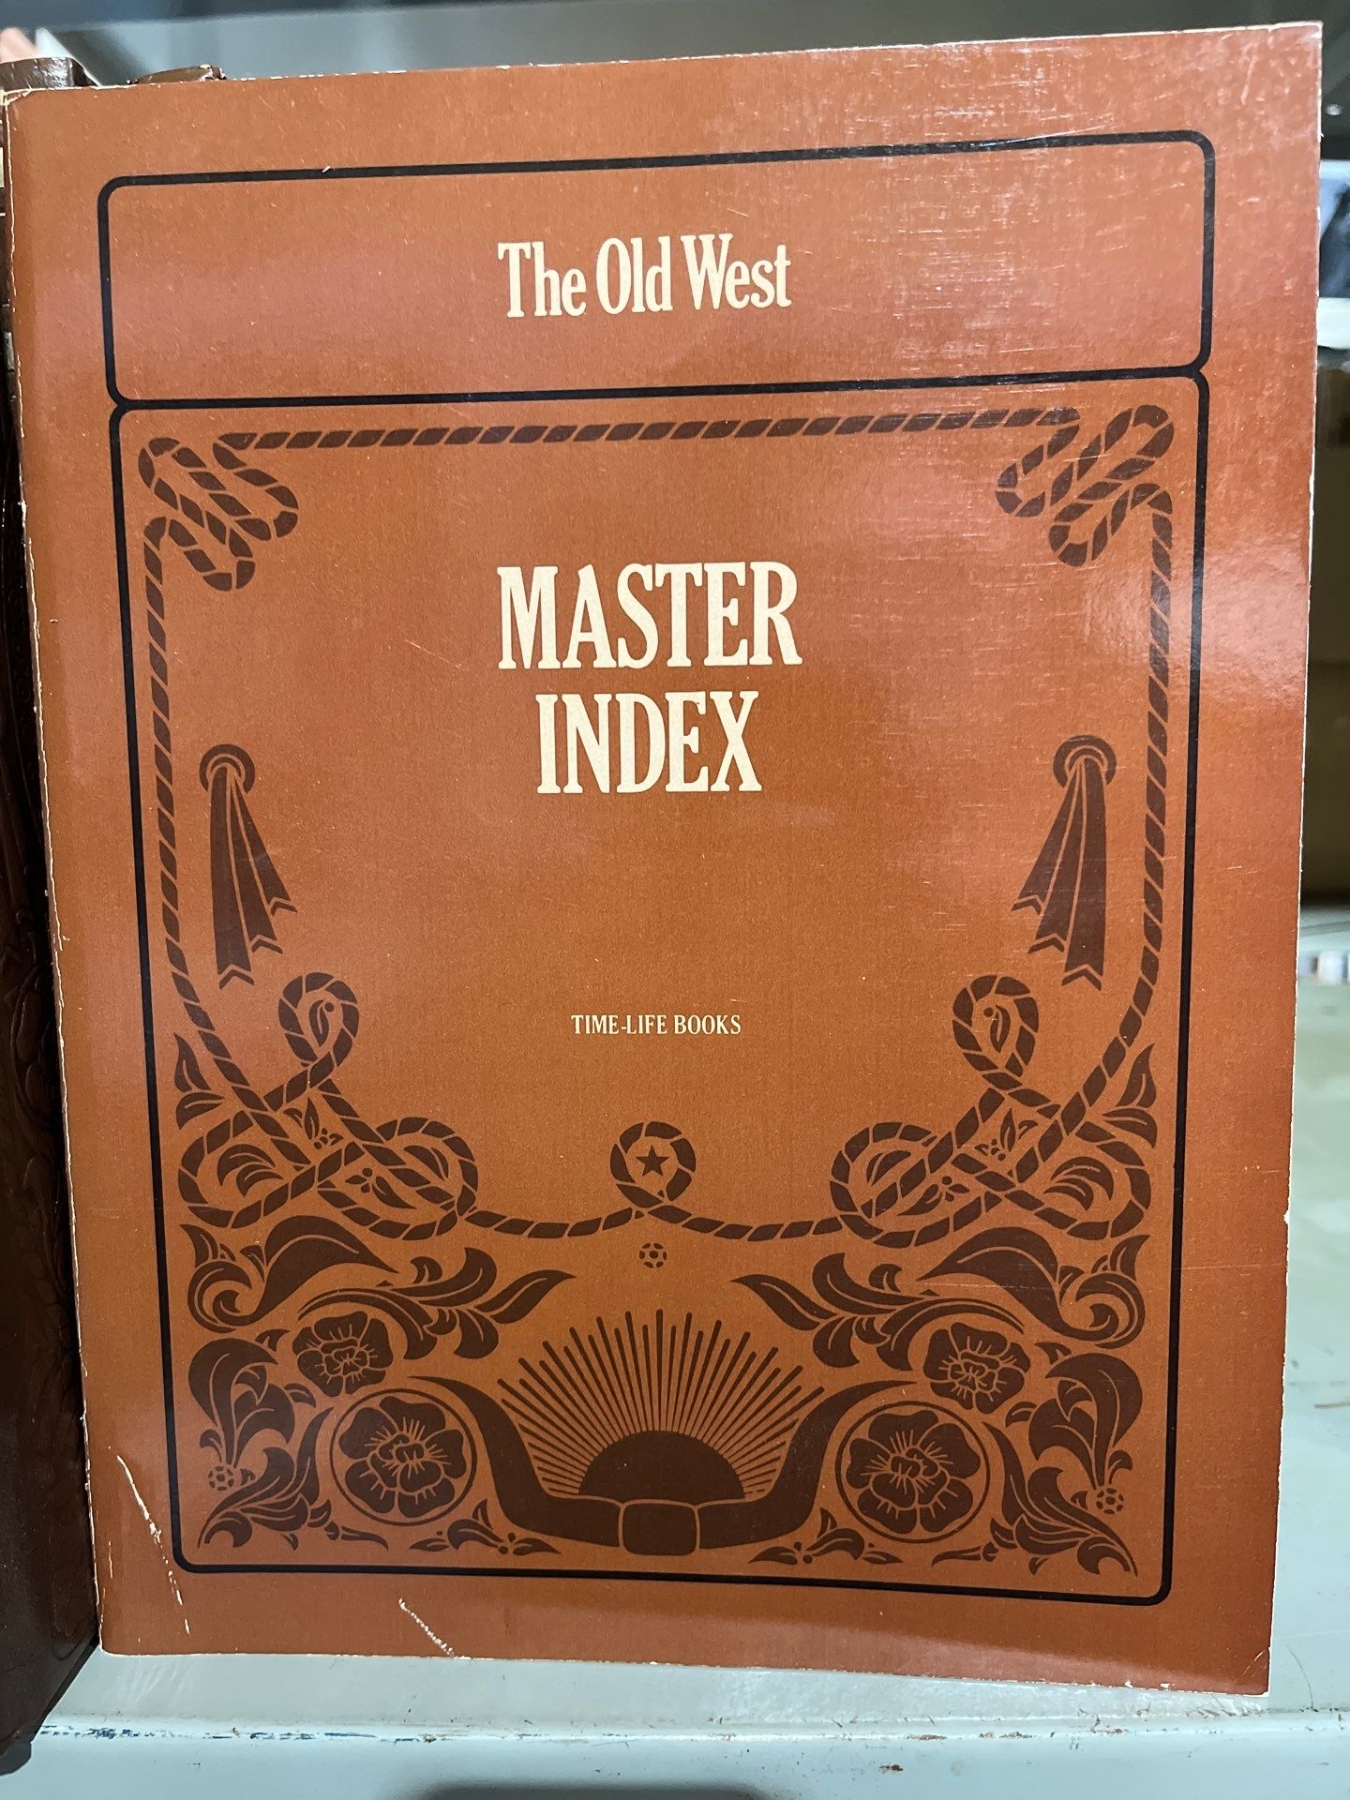 The Old West
MASTER
INDEX
TIME-LIFE BOOKS